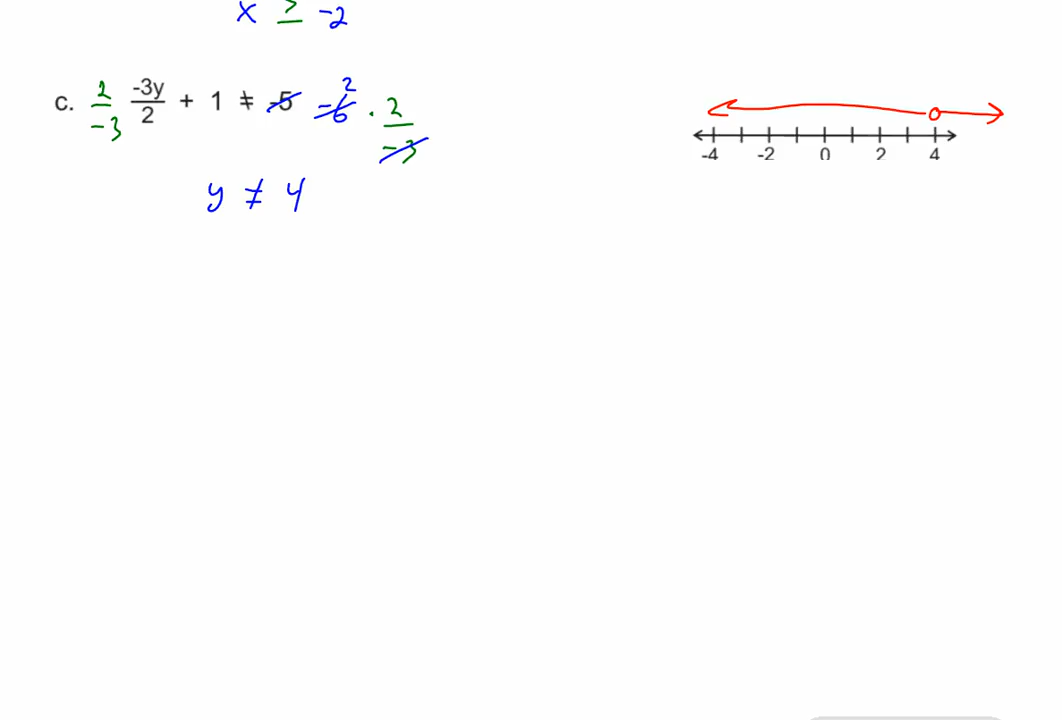 x ≥ -2
c. 2/-3 -3y/2 + 1 ≠ -5 -6 2 · 2/-3
y ≠ 4
-4 -2 0 2 4